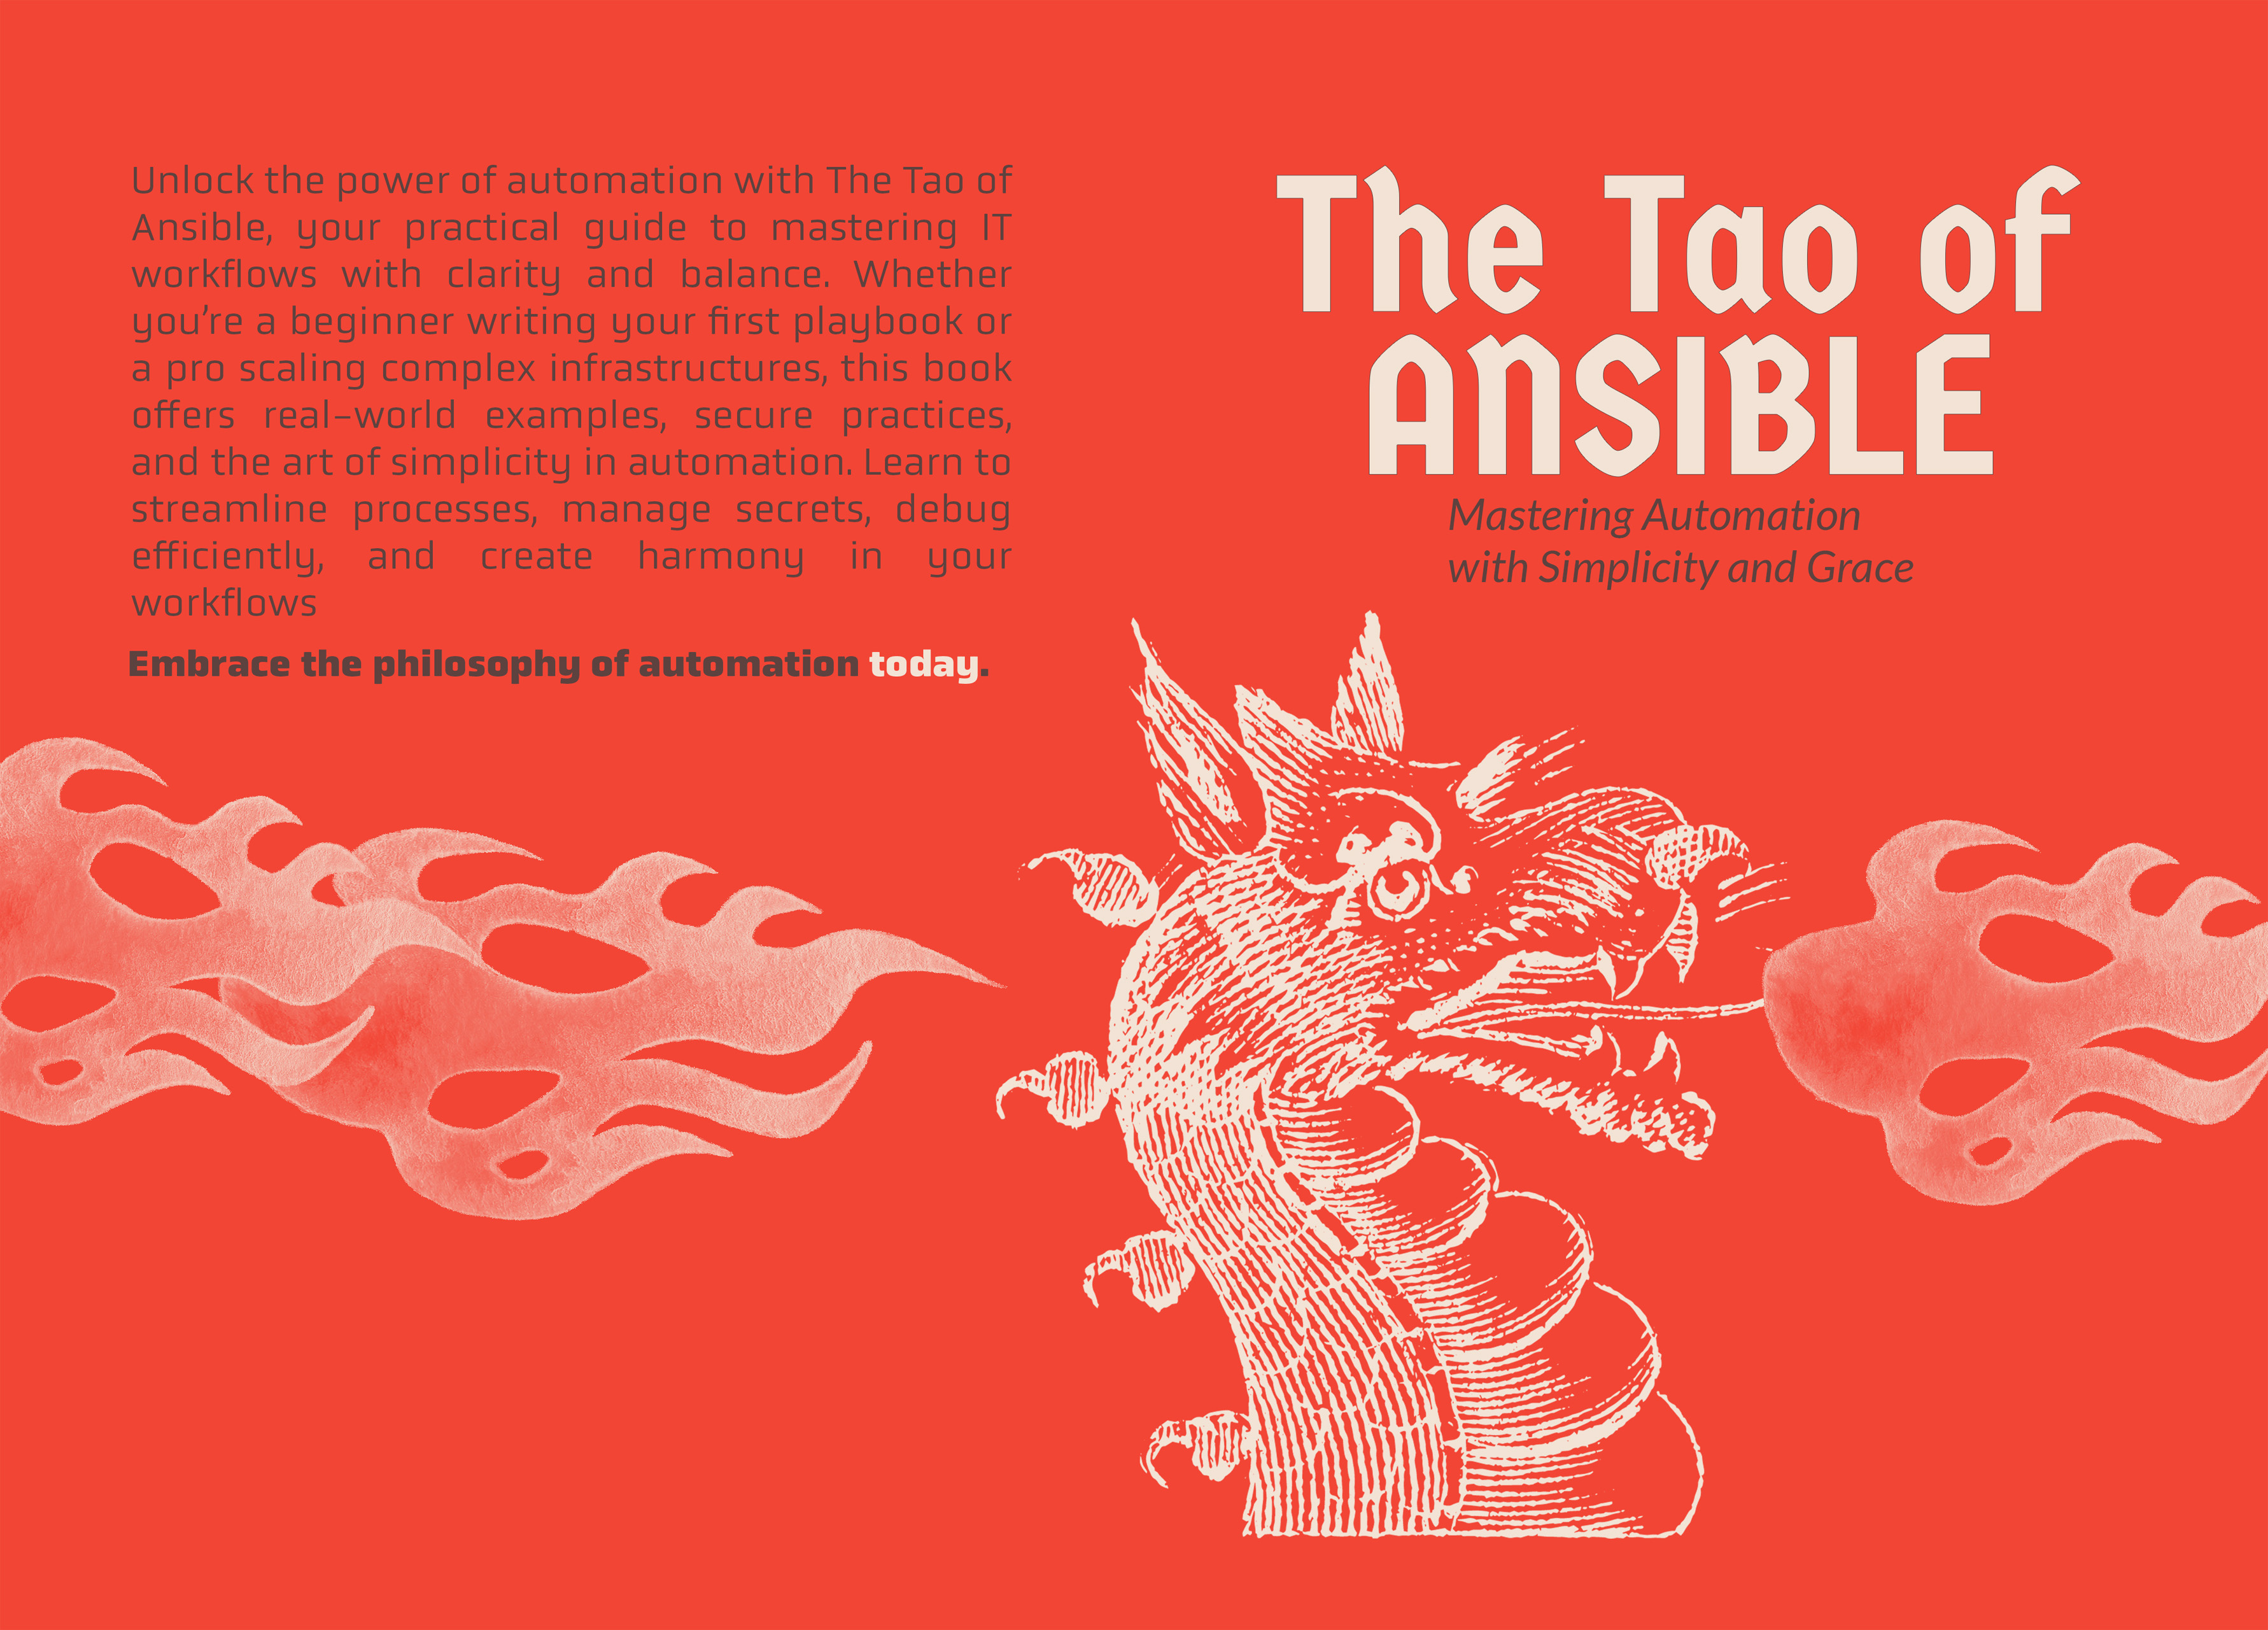 Unlock the power of automation with The Tao of
Ansible, your practical guide to mastering IT
workflows with clarity and balance. Whether
you’re a beginner writing your first playbook or
a pro scaling complex infrastructures, this book
offers real-world examples, secure practices,
and the art of simplicity in automation. Learn to
streamline processes, manage secrets, debug
efficiently, and create harmony in your
workflows
Embrace the philosophy of automation today.
The Tao of
ANSIBLE
Mastering Automation
with Simplicity and Grace